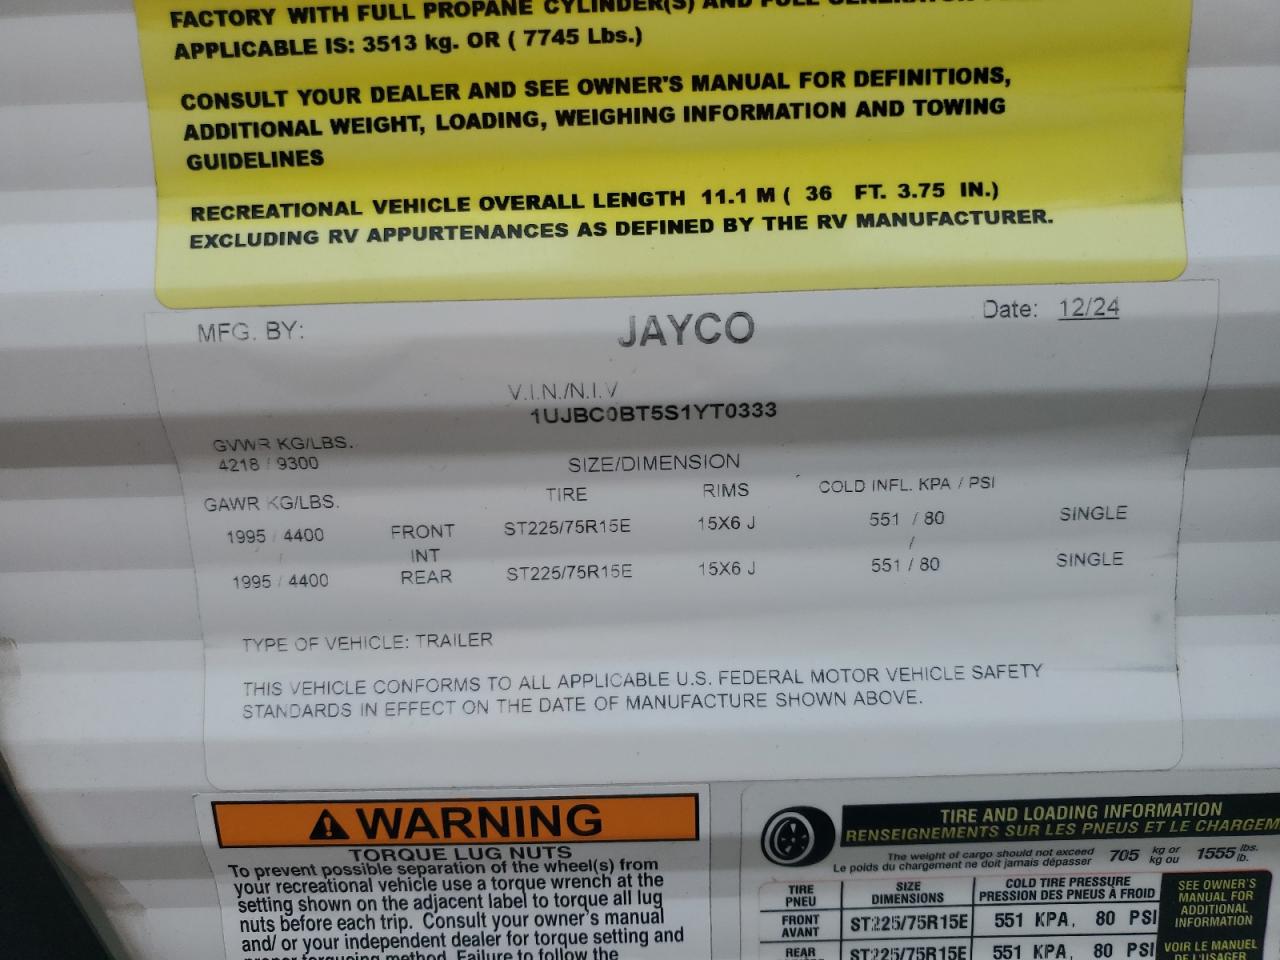 FACTORY WITH FULL PROPANE CYLINDER(S) AND FULL
APPLICABLE IS: 3513 kg. OR ( 7745 Lbs.)
CONSULT YOUR DEALER AND SEE OWNER'S MANUAL FOR DEFINITIONS,
ADDITIONAL WEIGHT, LOADING, WEIGHING INFORMATION AND TOWING
GUIDELINES
RECREATIONAL VEHICLE OVERALL LENGTH 11.1 M ( 36 FT. 3.75 IN.)
EXCLUDING RV APPURTENANCES AS DEFINED BY THE RV MANUFACTURER.
MFG. BY: JAYCO Date: 12/24
V.I.N./N.I.V
1UJBC0BT5S1YT0333
GVWR KG/LBS.
4218 / 9300
SIZE/DIMENSION
GAWR KG/LBS. TIRE RIMS COLD INFL. KPA / PSI
1995 / 4400 FRONT ST225/75R15E 15X6 J 551 / 80 SINGLE
/ INT /
1995 / 4400 REAR ST225/75R15E 15X6 J 551 / 80 SINGLE
TYPE OF VEHICLE: TRAILER
THIS VEHICLE CONFORMS TO ALL APPLICABLE U.S. FEDERAL MOTOR VEHICLE SAFETY
STANDARDS IN EFFECT ON THE DATE OF MANUFACTURE SHOWN ABOVE.
WARNING
TORQUE LUG NUTS
To prevent possible separation of the wheel(s) from
your recreational vehicle use a torque wrench at the
setting shown on the adjacent label to torque all lug
nuts before each trip. Consult your owner's manual
and/ or your independent dealer for torque setting and
proper torqueing method. Failure to follow the
TIRE AND LOADING INFORMATION
RENSEIGNEMENTS SUR LES PNEUS ET LE CHARGEM
The weight of cargo should not exceed 705 kg or 1555 lbs.
Le poids du chargement ne doit jamais dépasser kg ou lb.
TIRE SIZE COLD TIRE PRESSURE
PNEU DIMENSIONS PRESSION DES PNEUS À FROID
FRONT
AVANT ST225/75R15E 551 KPA, 80 PSI
REAR ST225/75R15E 551 KPA, 80 PSI
SEE OWNER'S
MANUAL FOR
ADDITIONAL
INFORMATION
VOIR LE MANUEL
DE L'USAGER